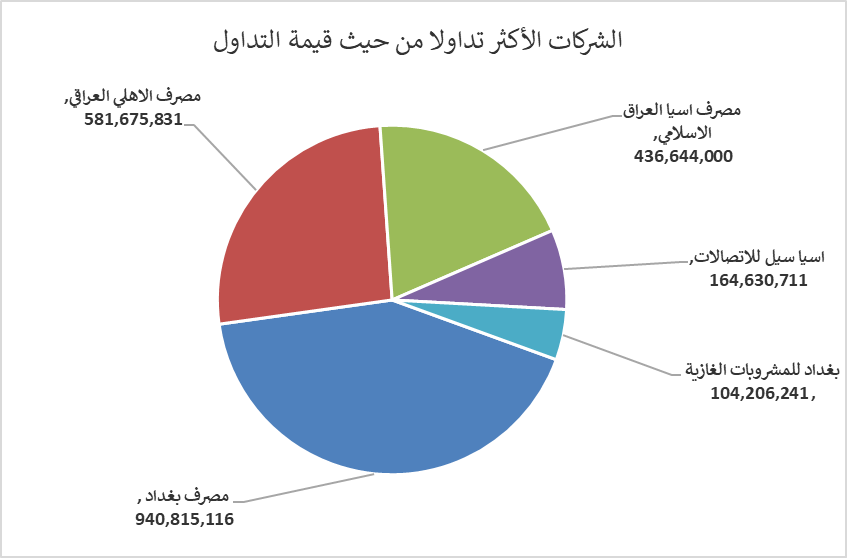 الشركات الأكثر تداولا من حيث قيمة التداول
مصرف اسيا العراق
الاسلامي,
436,644,000
مصرف الاهلي العراقي,
581,675,831
اسيا سيل للاتصالات,
164,630,711
بغداد للمشروبات الغازية
104,206,241 ,
مصرف بغداد ,
940,815,116